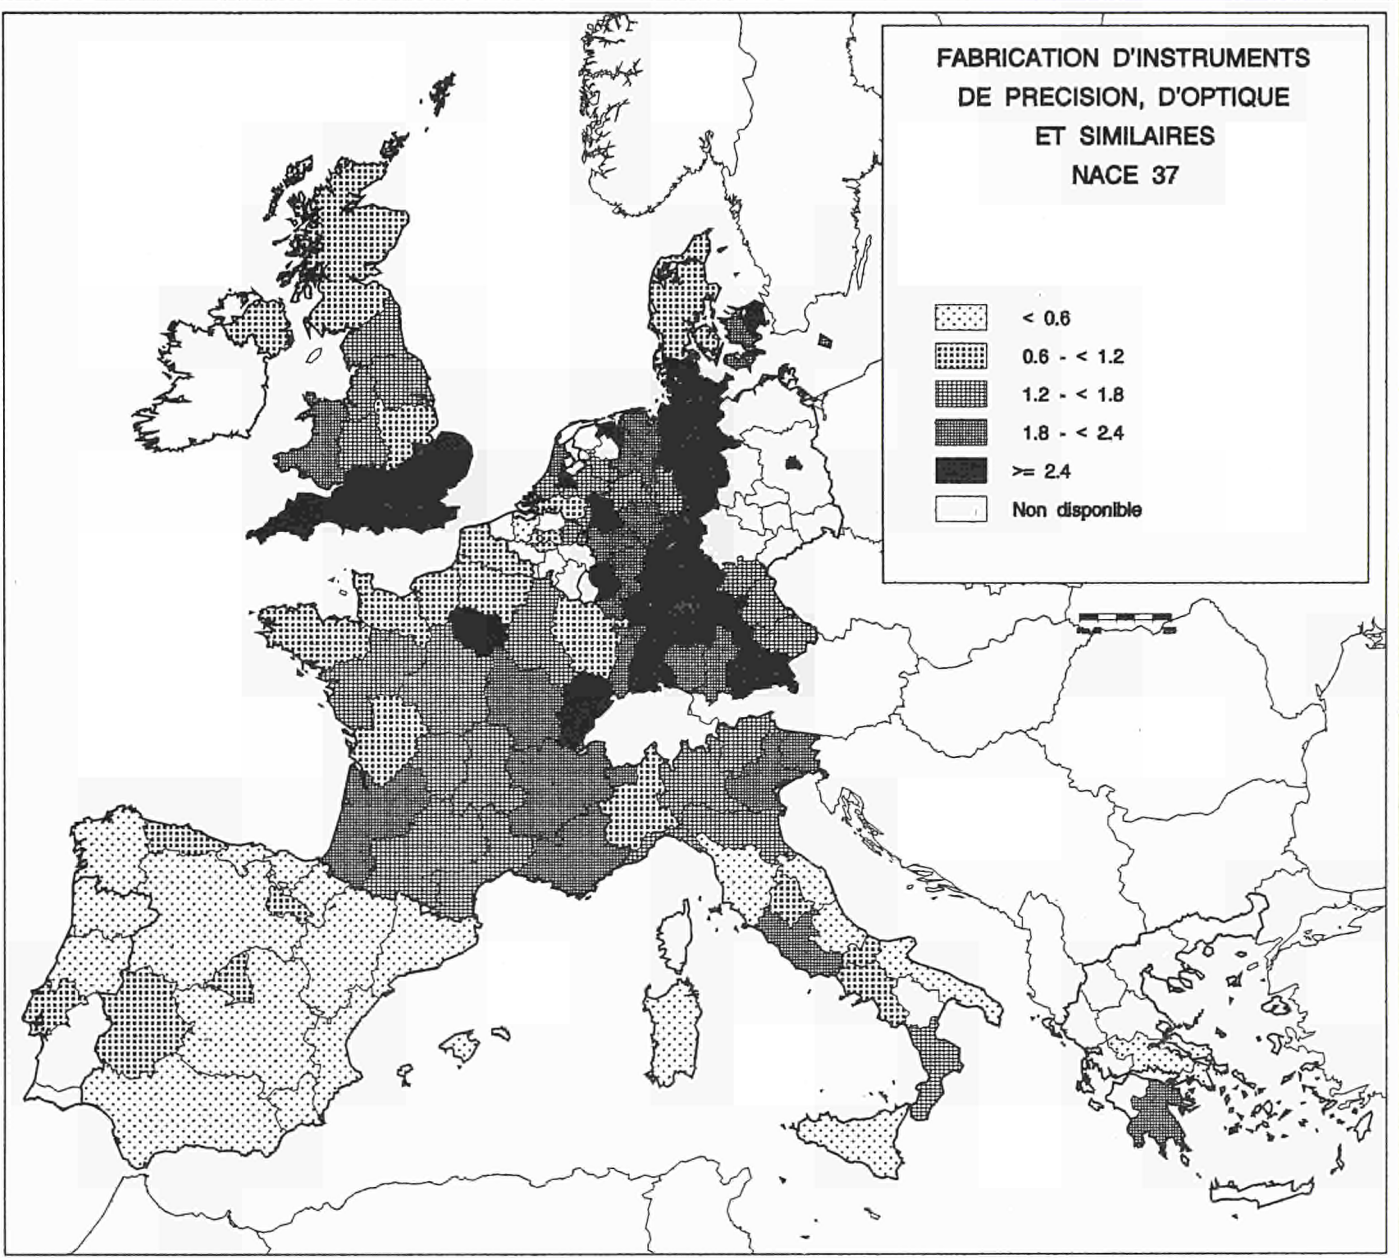 FABRICATION D'INSTRUMENTS
DE PRECISION, D'OPTIQUE
ET SIMILAIRES
NACE 37
< 0.6
0.6 - < 1.2
1.2 - < 1.8
1.8 - < 2.4
>= 2.4
Non disponible